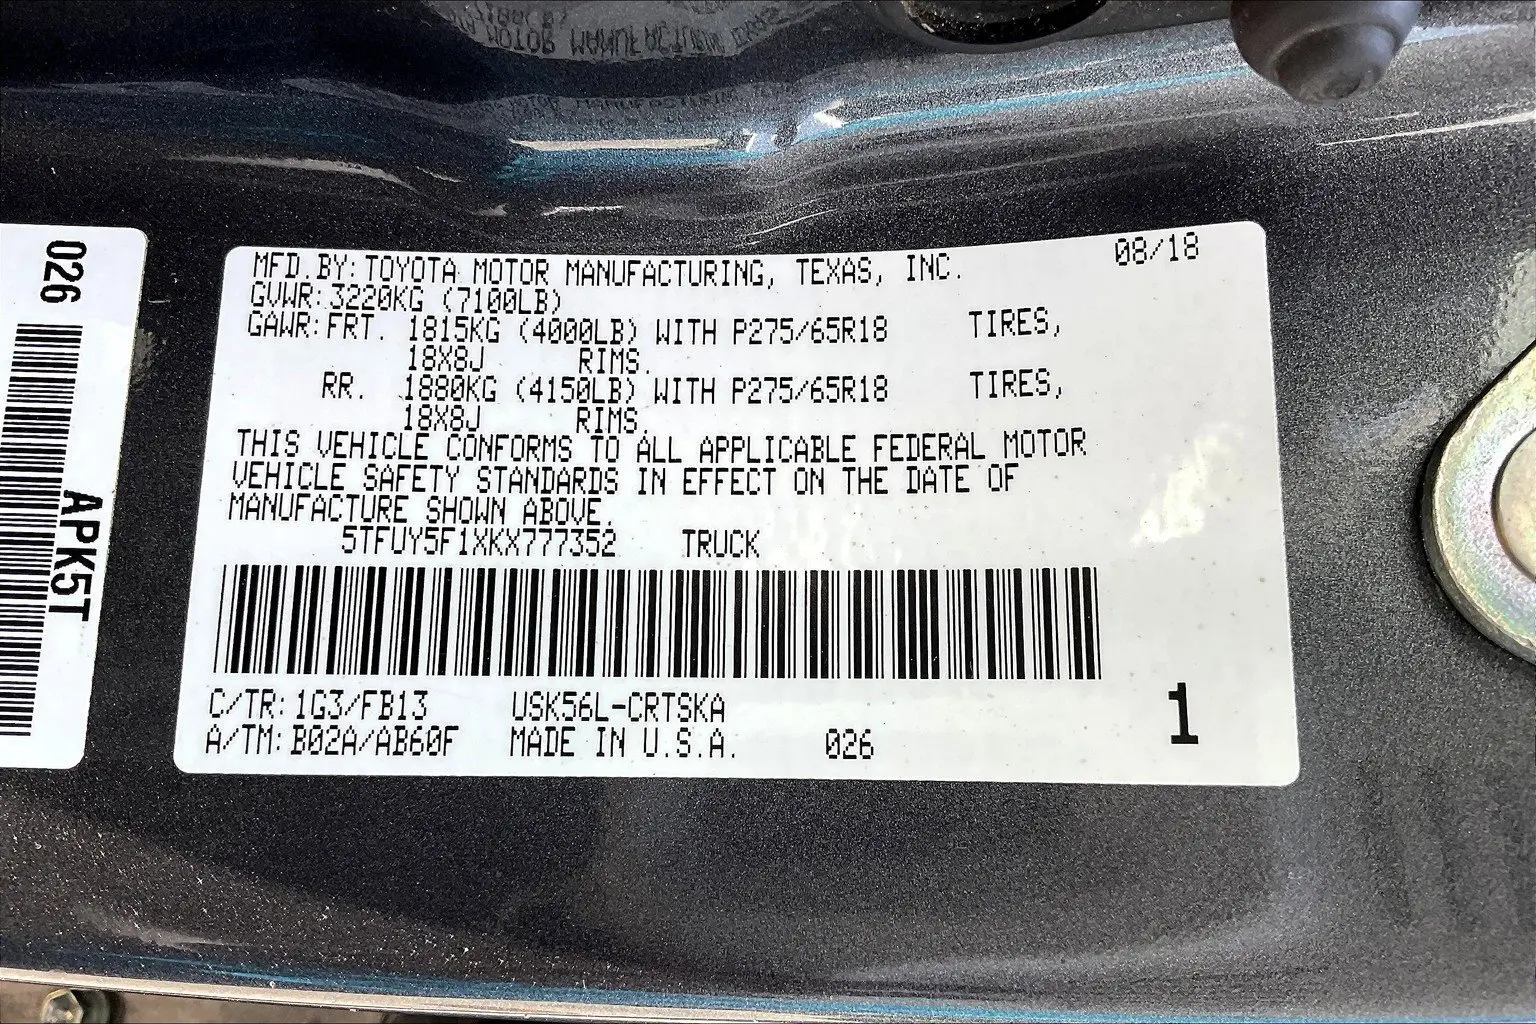 026
APK5T
MFD.BY:TOYOTA MOTOR MANUFACTURING, TEXAS, INC. 08/18
GVWR:3220KG (7100LB)
GAWR:FRT. 1815KG (4000LB) WITH P275/65R18 TIRES,
18X8J RIMS.
RR. 1880KG (4150LB) WITH P275/65R18 TIRES,
18X8J RIMS.
THIS VEHICLE CONFORMS TO ALL APPLICABLE FEDERAL MOTOR
VEHICLE SAFETY STANDARDS IN EFFECT ON THE DATE OF
MANUFACTURE SHOWN ABOVE.
5TFUY5F1XKX777352 TRUCK
C/TR:1G3/FB13 USK56L-CRTSKA 1
A/TM:B02A/AB60F MADE IN U.S.A. 026